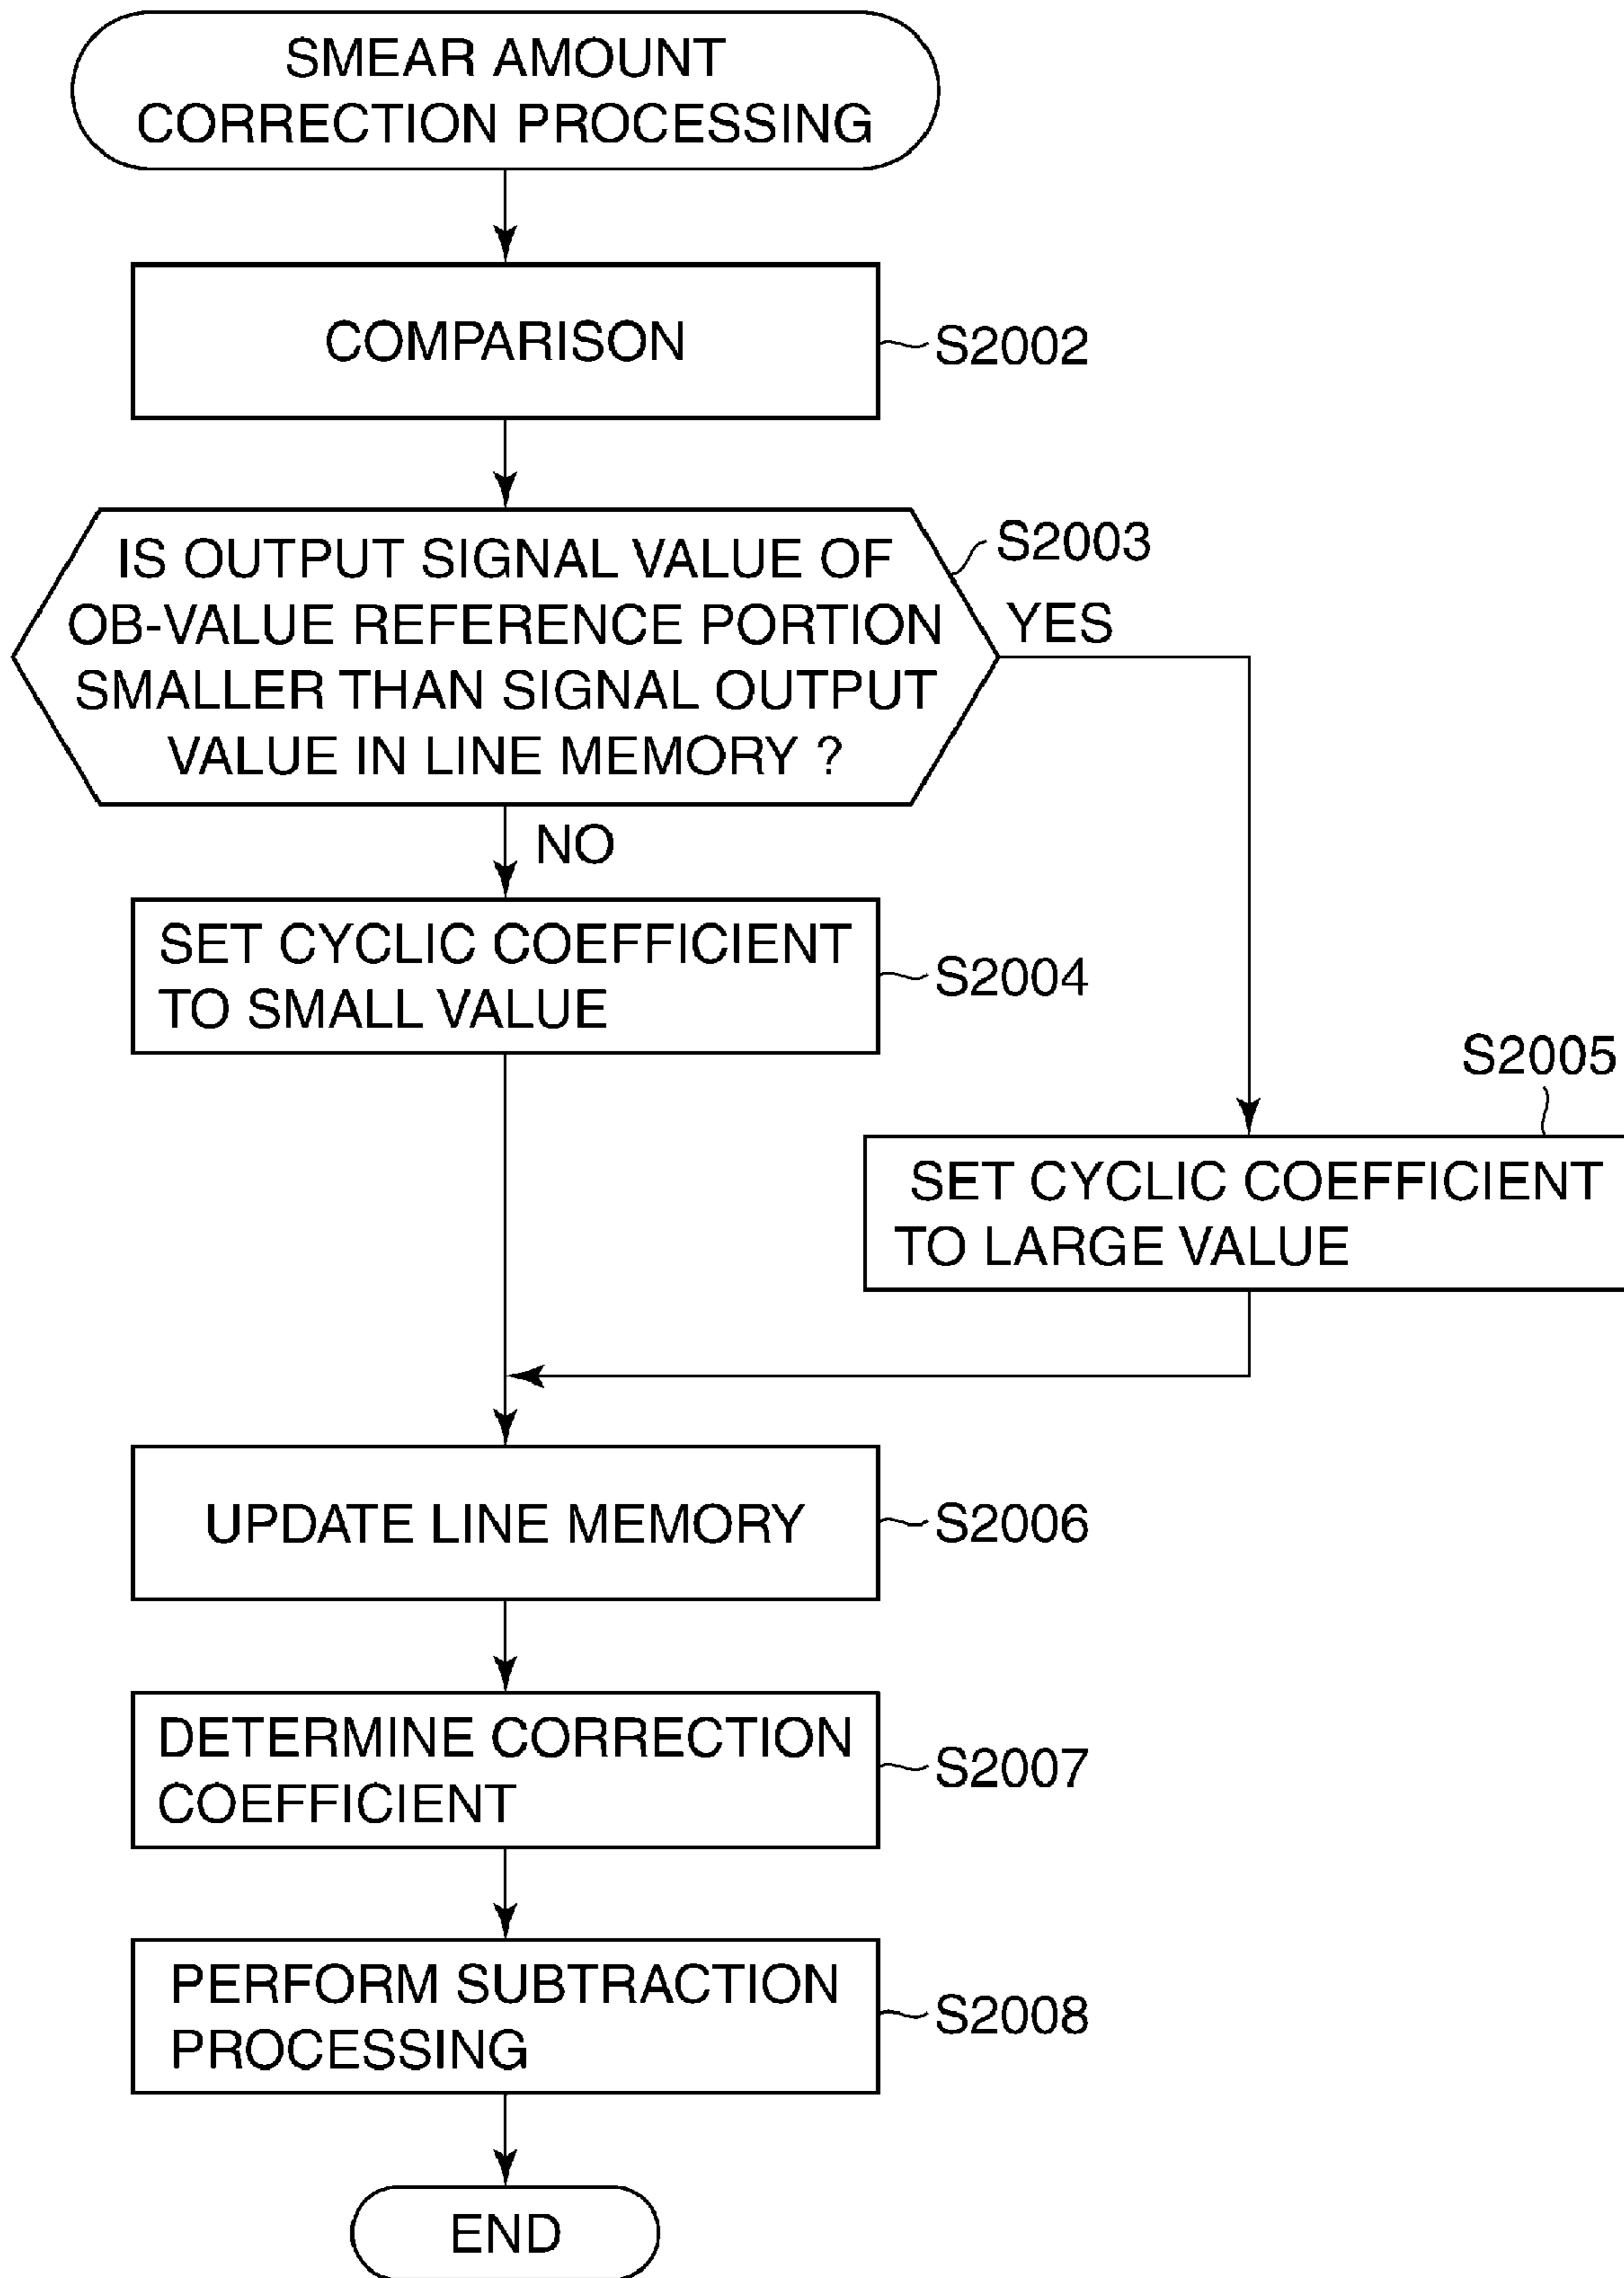 SMEAR AMOUNT
CORRECTION PROCESSING
COMPARISON
S2002
IS OUTPUT SIGNAL VALUE OF
OB-VALUE REFERENCE PORTION
SMALLER THAN SIGNAL OUTPUT
VALUE IN LINE MEMORY ?
S2003
YES
NO
SET CYCLIC COEFFICIENT
TO SMALL VALUE
S2004
S2005
SET CYCLIC COEFFICIENT
TO LARGE VALUE
UPDATE LINE MEMORY
S2006
DETERMINE CORRECTION
COEFFICIENT
S2007
PERFORM SUBTRACTION
PROCESSING
S2008
END